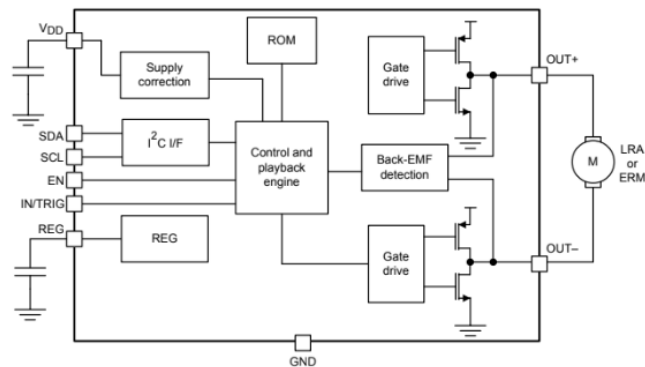 VDD
Supply
correction
ROM
Gate
drive
OUT+
SDA
SCL
I2C I/F
Control and
playback
engine
Back-EMF
detection
M
LRA
or
ERM
EN
IN/TRIG
REG
REG
Gate
drive
OUT–
GND